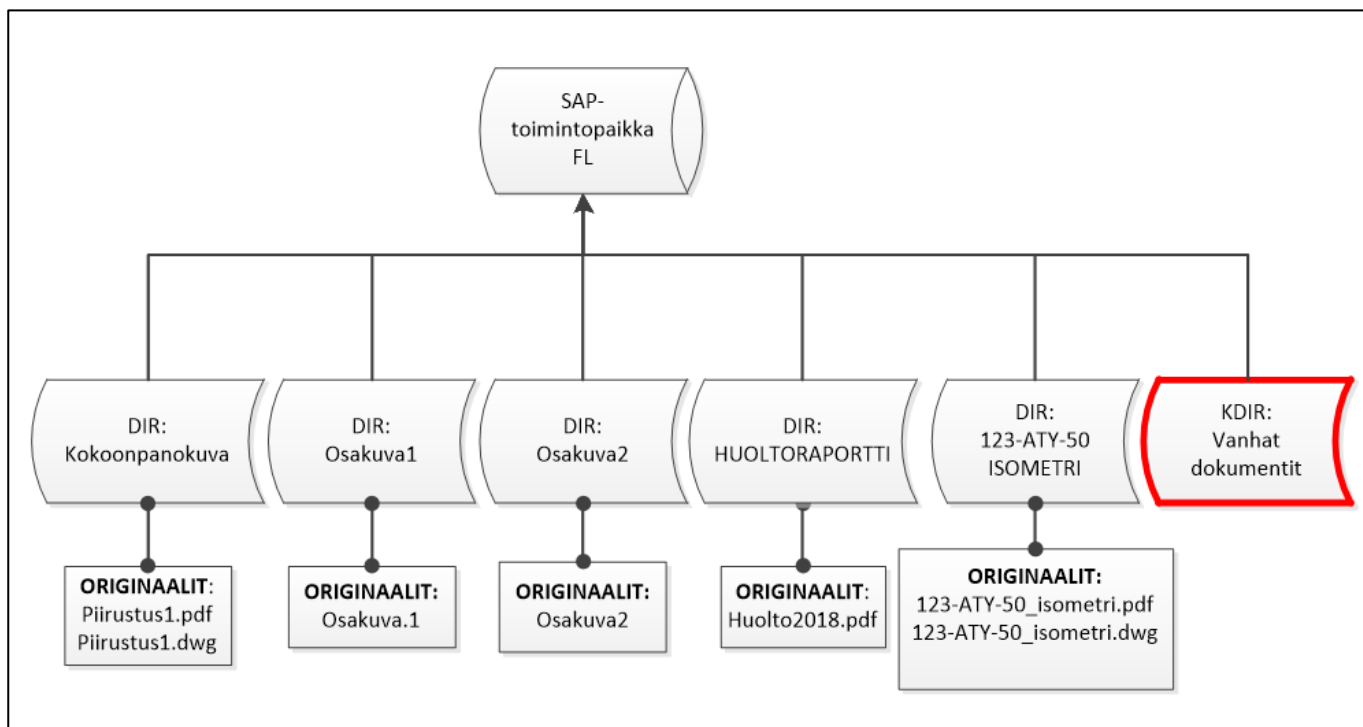 SAP-
toimintopaikka
FL
DIR:
Kokoonpanokuva
DIR:
Osakuva1
DIR:
Osakuva2
DIR:
HUOLTORAPORTTI
DIR:
123-ATY-50
ISOMETRI
KDIR:
Vanhat
dokumentit
ORIGINAALIT:
Piirustus1.pdf
Piirustus1.dwg
ORIGINAALIT:
Osakuva.1
ORIGINAALIT:
Osakuva2
ORIGINAALIT:
Huolto2018.pdf
ORIGINAALIT:
123-ATY-50_isometri.pdf
123-ATY-50_isometri.dwg